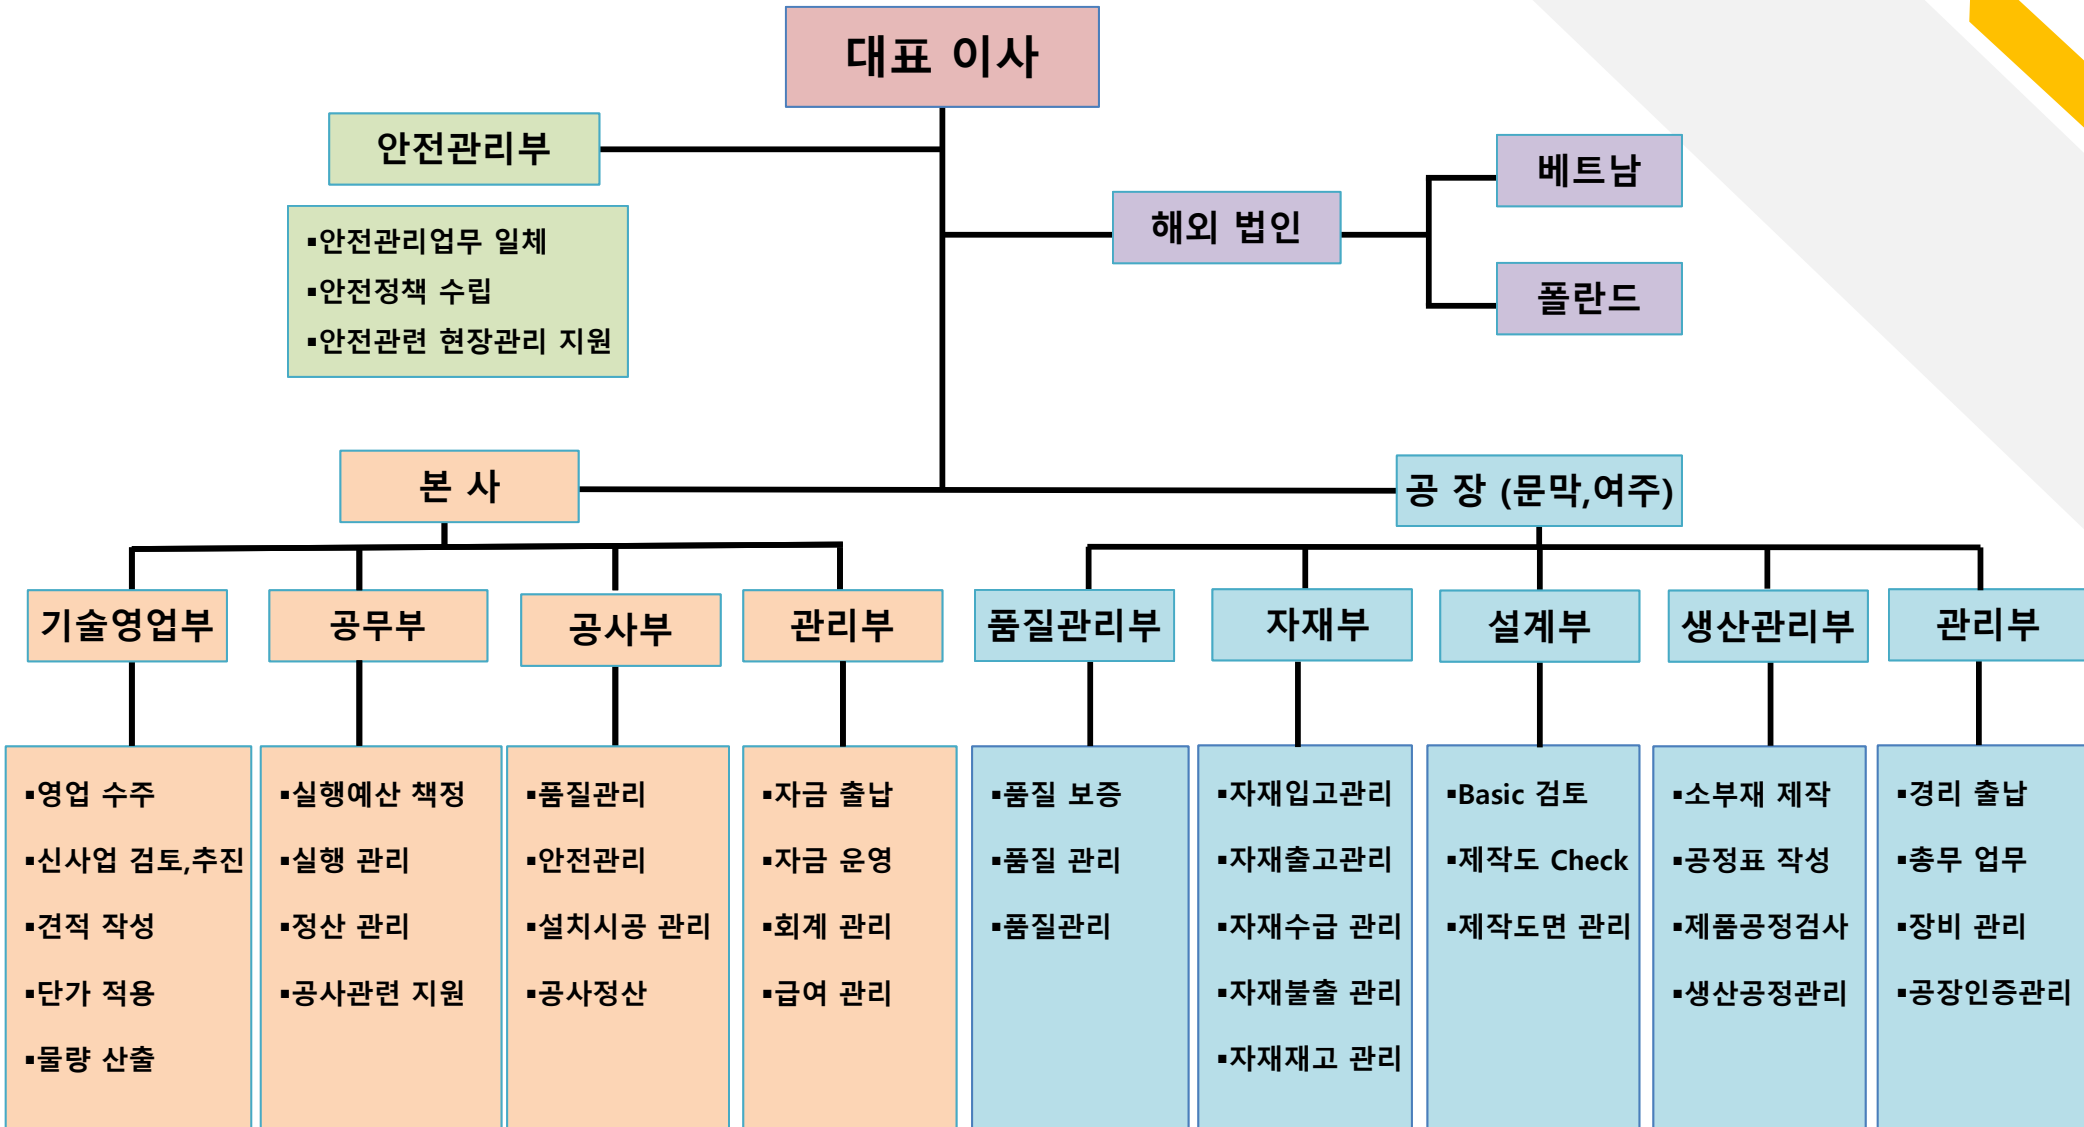 대표 이사
안전관리부
▪안전관리업무 일체
▪안전정책 수립
▪안전관련 현장관리 지원
해외 법인
베트남
폴란드
본 사
공 장 (문막,여주)
기술영업부
▪영업 수주
▪신사업 검토,추진
▪견적 작성
▪단가 적용
▪물량 산출
공무부
▪실행예산 책정
▪실행 관리
▪정산 관리
▪공사관련 지원
공사부
▪품질관리
▪안전관리
▪설치시공 관리
▪공사정산
관리부
▪자금 출납
▪자금 운영
▪회계 관리
▪급여 관리
품질관리부
▪품질 보증
▪품질 관리
▪품질관리
자재부
▪자재입고관리
▪자재출고관리
▪자재수급 관리
▪자재불출 관리
▪자재재고 관리
설계부
▪Basic 검토
▪제작도 Check
▪제작도면 관리
생산관리부
▪소부재 제작
▪공정표 작성
▪제품공정검사
▪생산공정관리
관리부
▪경리 출납
▪총무 업무
▪장비 관리
▪공장인증관리